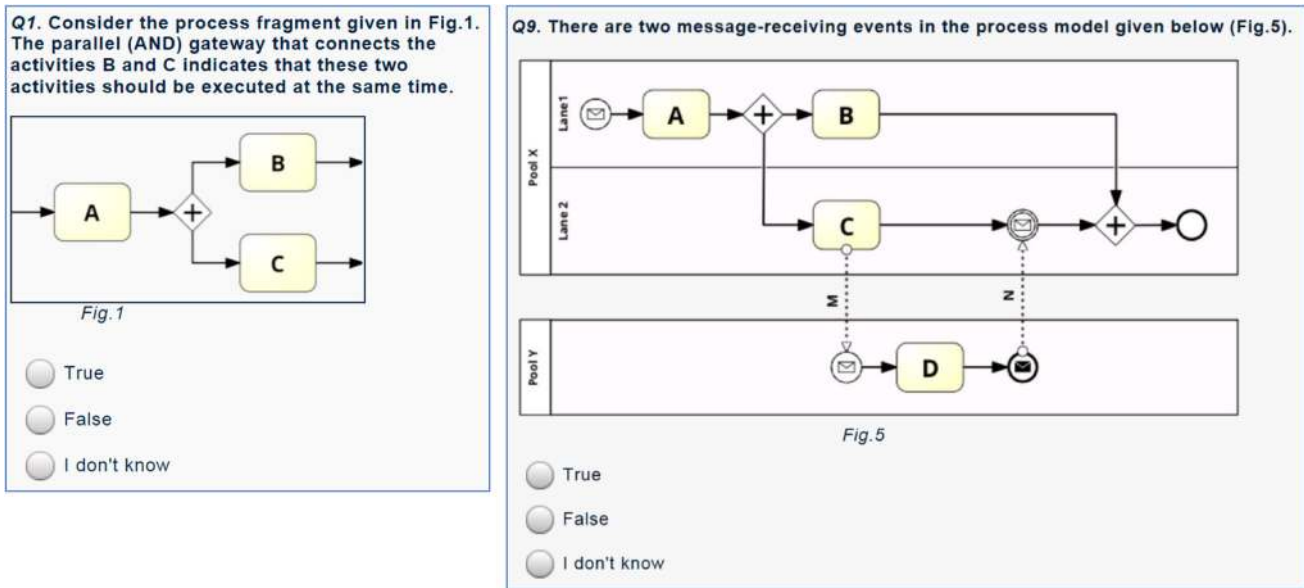 Q1. Consider the process fragment given in Fig.1.
The parallel (AND) gateway that connects the
activities B and C indicates that these two
activities should be executed at the same time.
A
B
C
Fig.1
True
False
I don't know
Q9. There are two message-receiving events in the process model given below (Fig.5).
Pool X
Lane1
A
B
Lane 2
C
M
N
Pool Y
D
Fig.5
True
False
I don't know